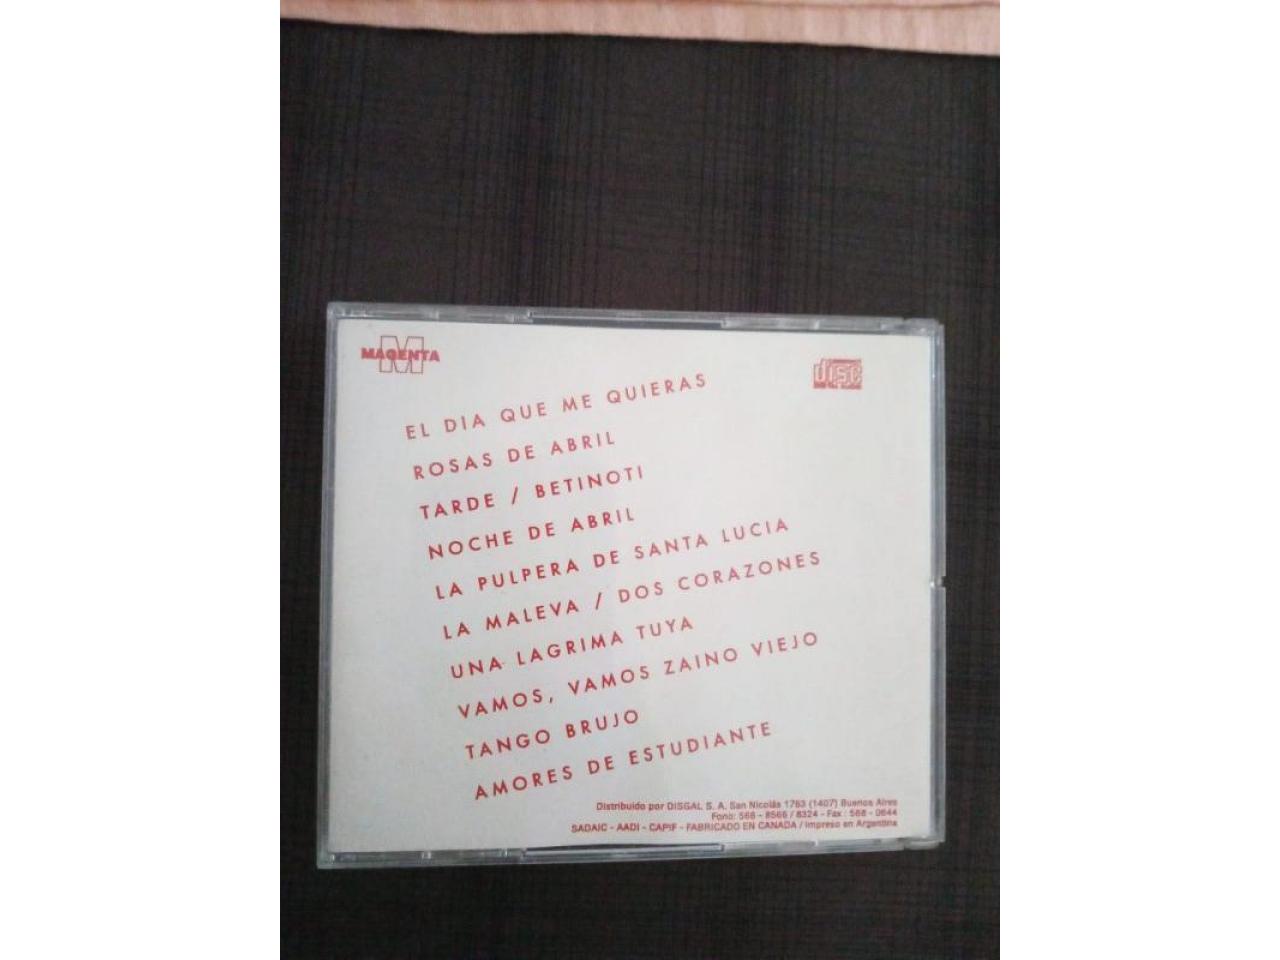 M
MAGENTA
disc
EL DIA QUE ME QUIERAS
ROSAS DE ABRIL
TARDE / BETINOTI
NOCHE DE ABRIL
LA PULPERA DE SANTA LUCIA
LA MALEVA / DOS CORAZONES
UNA LAGRIMA TUYA
VAMOS, VAMOS ZAINO VIEJO
TANGO BRUJO
AMORES DE ESTUDIANTE
Distribuido por DISGAL S. A. San Nicolás 1763 (1407) Buenos Aires
Fono: 568 - 8566 / 8324 - Fax : 568 - 0644
SADAIC - AADI - CAPIF - FABRICADO EN CANADA / Impreso en Argentina